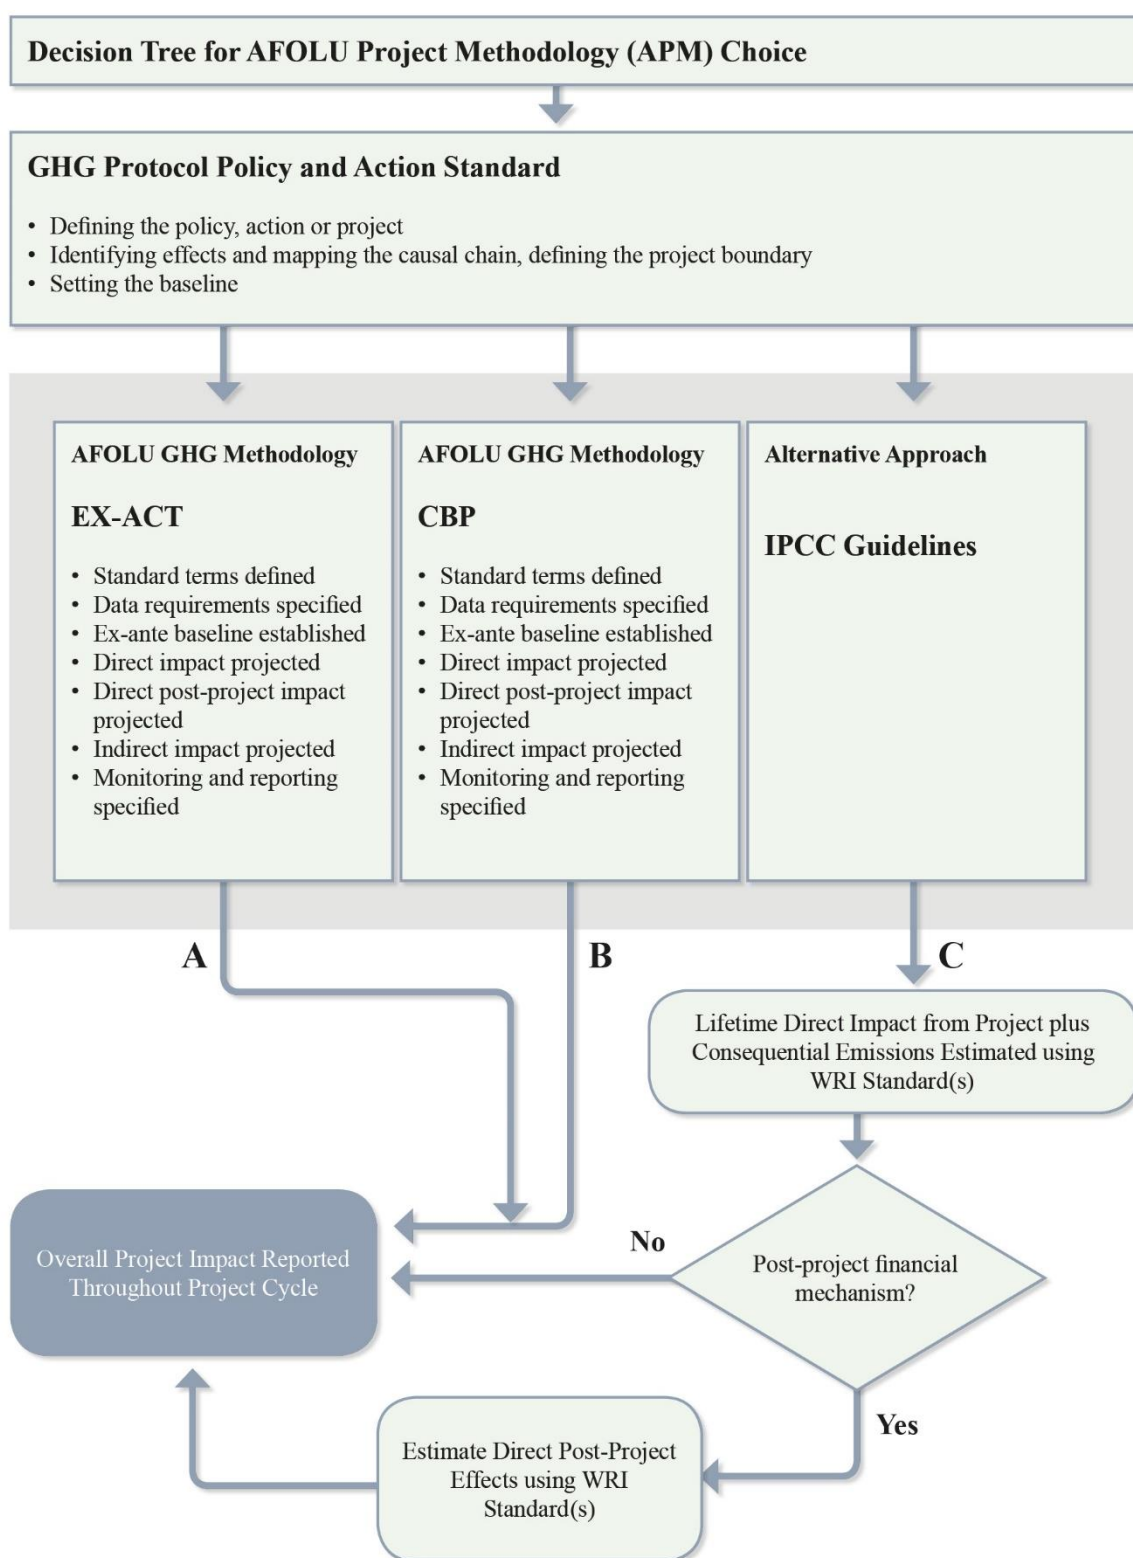 Decision Tree for AFOLU Project Methodology (APM) Choice
GHG Protocol Policy and Action Standard
• Defining the policy, action or project
• Identifying effects and mapping the causal chain, defining the project boundary
• Setting the baseline
AFOLU GHG Methodology
EX-ACT
• Standard terms defined
• Data requirements specified
• Ex-ante baseline established
• Direct impact projected
• Direct post-project impact
projected
• Indirect impact projected
• Monitoring and reporting
specified
AFOLU GHG Methodology
CBP
• Standard terms defined
• Data requirements specified
• Ex-ante baseline established
• Direct impact projected
• Direct post-project impact
projected
• Indirect impact projected
• Monitoring and reporting
specified
Alternative Approach
IPCC Guidelines
A
B
C
Lifetime Direct Impact from Project plus
Consequential Emissions Estimated using
WRI Standard(s)
Post-project financial
mechanism?
No
Overall Project Impact Reported
Throughout Project Cycle
Yes
Estimate Direct Post-Project
Effects using WRI
Standard(s)